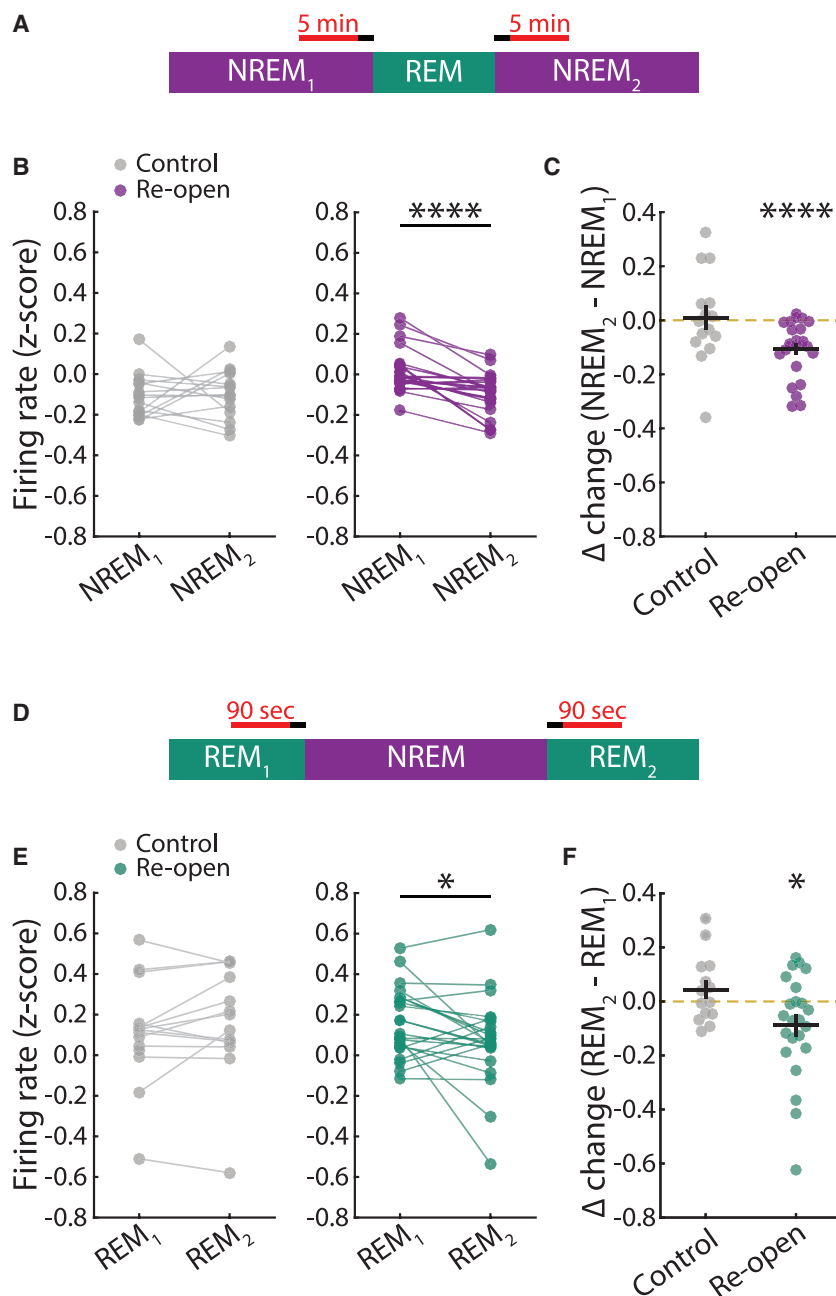 A
5 min 5 min
NREM₁ REM NREM₂
B
Control
Re-open
Firing rate (z-score)
0.8
0.6
0.4
0.2
0.0
-0.2
-0.4
-0.6
-0.8
NREM₁ NREM₂
****
0.8
0.6
0.4
0.2
0.0
-0.2
-0.4
-0.6
-0.8
NREM₁ NREM₂
C
Δ change (NREM₂ - NREM₁)
****
0.4
0.2
0.0
-0.2
-0.4
-0.6
-0.8
Control Re-open
D
90 sec 90 sec
REM₁ NREM REM₂
E
Control
Re-open
Firing rate (z-score)
0.8
0.6
0.4
0.2
0.0
-0.2
-0.4
-0.6
-0.8
REM₁ REM₂
*
0.8
0.6
0.4
0.2
0.0
-0.2
-0.4
-0.6
-0.8
REM₁ REM₂
F
Δ change (REM₂ - REM₁)
*
0.4
0.2
0.0
-0.2
-0.4
-0.6
-0.8
Control Re-open